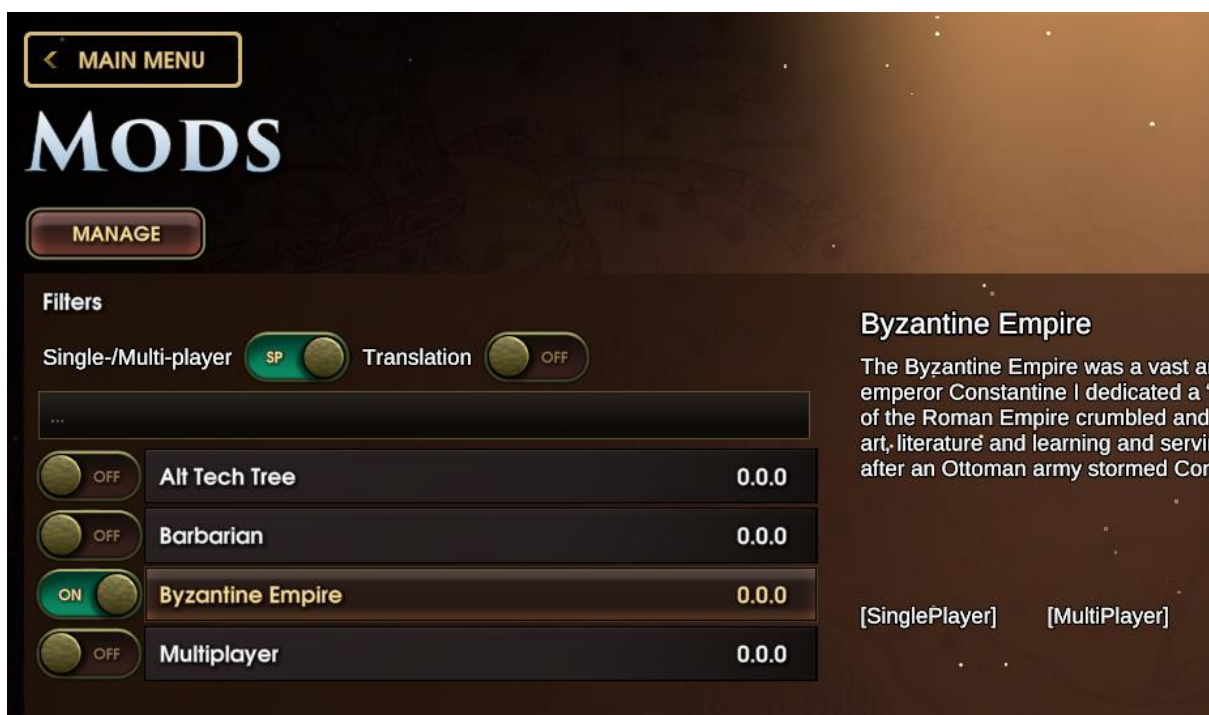 MAIN MENU
MODS
MANAGE
Filters
Single-/Multi-player SP Translation OFF
...
OFF Alt Tech Tree 0.0.0
OFF Barbarian 0.0.0
ON Byzantine Empire 0.0.0
OFF Multiplayer 0.0.0
Byzantine Empire
The Byzantine Empire was a vast
emperor Constantine I dedicated a
of the Roman Empire crumbled and
art, literature and learning and
after an Ottoman army stormed
[SinglePlayer] [MultiPlayer]